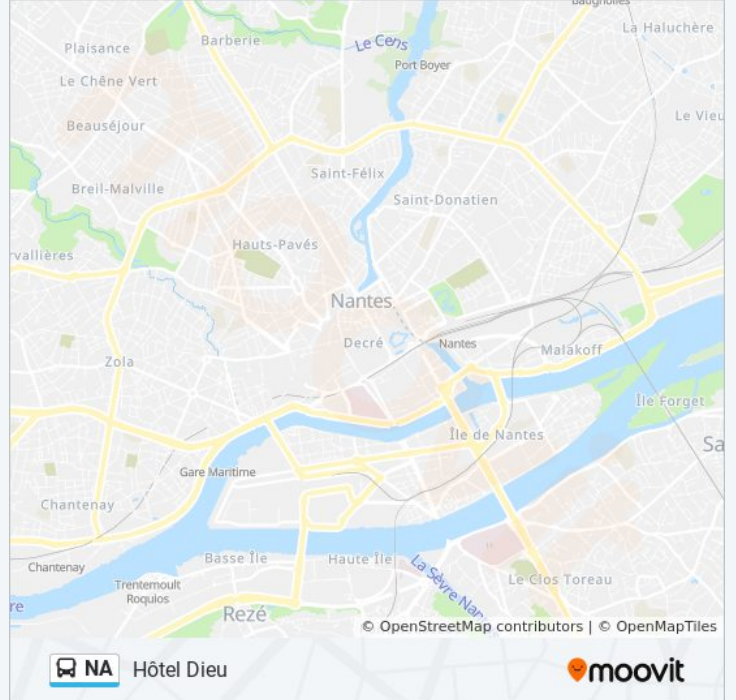 baugnolles
La Haluchère
Barberie
Plaisance
Le Cens
Port Boyer
Le Chêne Vert
Le Vieu
Beauséjour
Saint-Félix
Breil-Malville
Saint-Donatien
Hauts-Pavés
rvallières
Nantes
Decré
Nantes
Malakoff
Zola
Île Forget
Île de Nantes
Sa
Gare Maritime
Chantenay
Basse Île
Haute Île
Chantenay
La Sèvre Nan
Le Clos Toreau
Trentemoult
Roquios
re
Rezé
© OpenStreetMap contributors | © OpenMapTiles
NA Hôtel Dieu
moovit